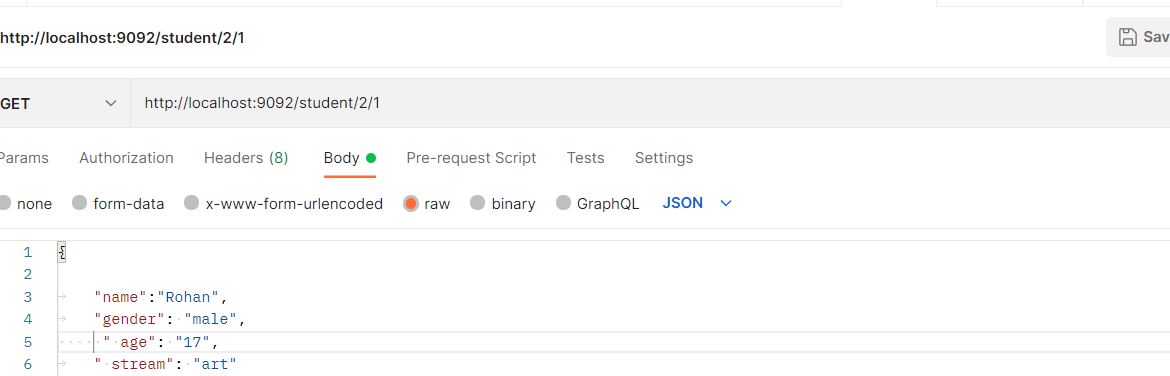 http://localhost:9092/student/2/1
Sav
GET http://localhost:9092/student/2/1
Params Authorization Headers (8) Body Pre-request Script Tests Settings
none form-data x-www-form-urlencoded raw binary GraphQL JSON
1 {
2
3 "name":"Rohan",
4 "gender": "male",
5 " age": "17",
6 " stream": "art"